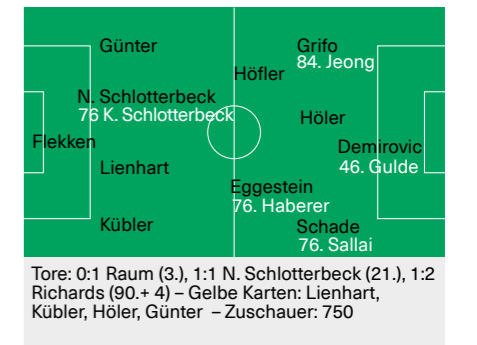 Günter
Grifo
84. Jeong
Höfler
N. Schlotterbeck
76 K. Schlotterbeck
Höler
Flekken
Demirovic
46. Gulde
Lienhart
Eggestein
76. Haberer
Kübler
Schade
76. Sallai
Tore: 0:1 Raum (3.), 1:1 N. Schlotterbeck (21.), 1:2
Richards (90.+ 4) – Gelbe Karten: Lienhart,
Kübler, Höler, Günter – Zuschauer: 750